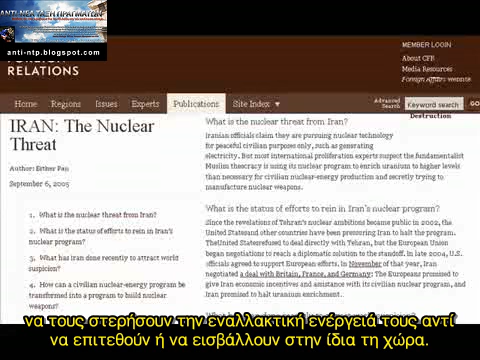 ΑΝΤΙ-ΝΕΑ ΤΑΞΗ ΠΡΑΓΜΑΤΩΝ
anti-ntp.blogspot.com
FOREIGN
RELATIONS
MEMBER LOGIN
About CFR
Media Resources
Foreign Affairs website
Home Regions Issues Experts Publications Site Index
Advanced Search Keyword search GO
Destruction
IRAN: The Nuclear
Threat
Author: Esther Pan
September 6, 2005
1. What is the nuclear threat from Iran?
2. What is the status of efforts to rein in Iran's
nuclear program?
3. What has Iran done recently to attract world
suspicion?
4. How can a civilian nuclear-energy program be
transformed into a program to build nuclear
weapons?
What is the nuclear threat from Iran?
Iranian officials claim they are pursuing nuclear technology
for peaceful civilian purposes only, such as generating
electricity. But most international proliferation experts suspect the fundamentalist
Muslim theocracy is using its nuclear program to enrich uranium to higher levels
than necessary for civilian nuclear-energy production and secretly trying to
manufacture nuclear weapons.
What is the status of efforts to rein in Iran's nuclear program?
Since the revelations of Tehran's nuclear ambitions became public in 2002, the
United Statesand other countries have been pressuring Iran to halt the program.
TheUnited Statesrefused to deal directly with Tehran, but the European Union
began negotiations to reach a diplomatic solution to the standoff. In late 2004, U.S.
officials agreed to support European efforts. In November of that year, Iran
negotiated a deal with Britain, France, and Germany: The Europeans promised to
give Iran economic incentives and assistance with its civilian nuclear program, and
Iran promised to halt uranium enrichment.
να τους στερήσουν την εναλλακτική ενέργειά τους αντί
να επιτεθούν ή να εισβάλλουν στην ίδια τη χώρα.